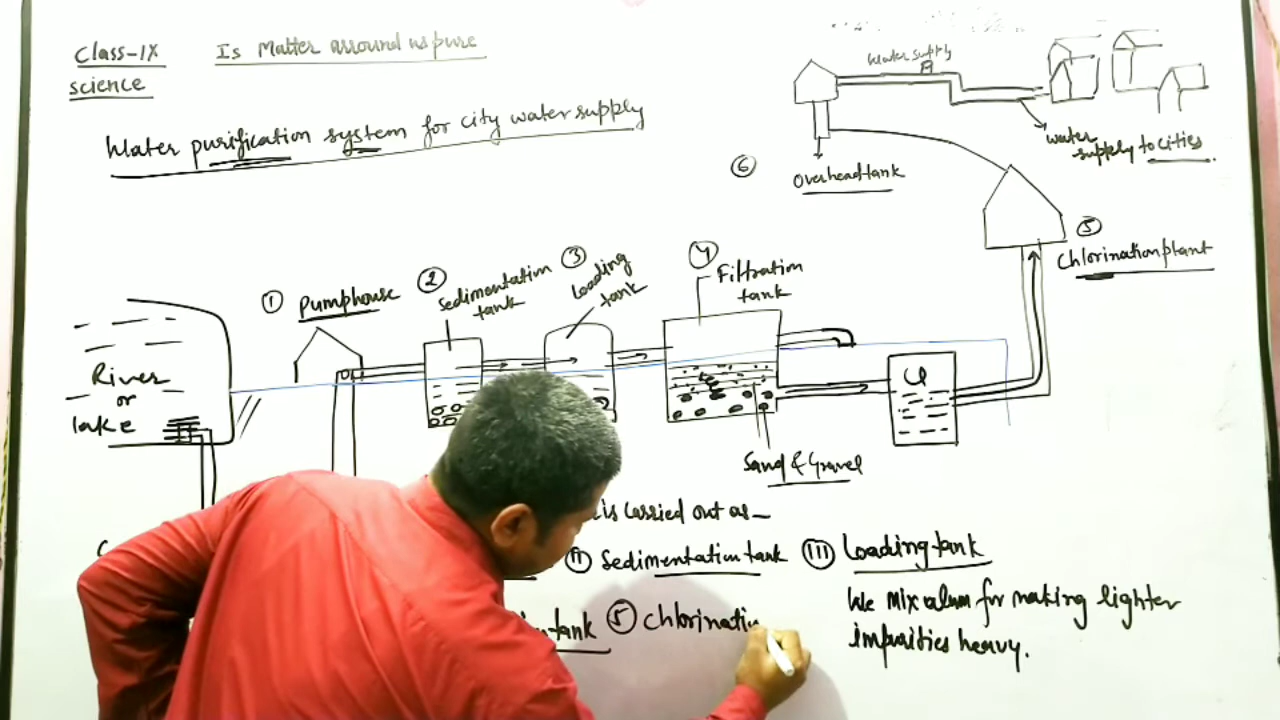 Class-IX Is Matter arround us pure
science
Water purification system for city water supply
Water supply
water
supply to cities.
⑥
Overhead tank
⑤
Chlorination plant
① Pumphouse
②
Sedimentation
tank
③
Loading
tank
④
Filtration
tank
River
or
lake
Cl
Sand & Gravel
is carried out as—
Ⅱ Sedimentation tank Ⅲ Loading tank
We mix alum for making lighter
impurities heavy.
tank ⑤ Chlorinatio